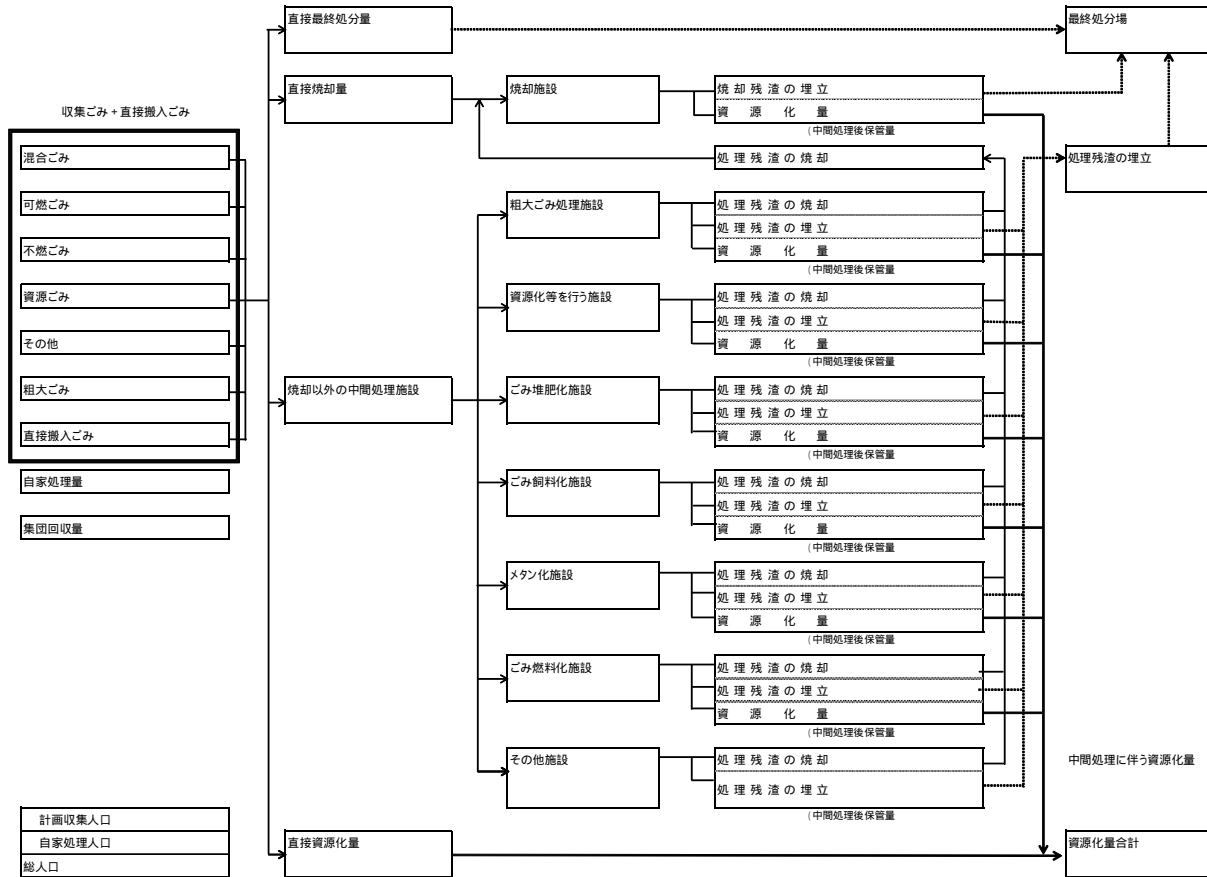 直接最終処分量
最終処分場
直接焼却量
焼却施設
焼却残渣の埋立
資源化量
(中間処理後保管量
収集ごみ+直接搬入ごみ
混合ごみ
可燃ごみ
不燃ごみ
資源ごみ
その他
粗大ごみ
直接搬入ごみ
自家処理量
集団回収量
処理残渣の焼却
処理残渣の埋立
焼却以外の中間処理施設
粗大ごみ処理施設
処理残渣の焼却
処理残渣の埋立
資源化量
(中間処理後保管量
資源化等を行う施設
処理残渣の焼却
処理残渣の埋立
資源化量
(中間処理後保管量
ごみ堆肥化施設
処理残渣の焼却
処理残渣の埋立
資源化量
(中間処理後保管量
ごみ飼料化施設
処理残渣の焼却
処理残渣の埋立
資源化量
(中間処理後保管量
メタン化施設
処理残渣の焼却
処理残渣の埋立
資源化量
(中間処理後保管量
ごみ燃料化施設
処理残渣の焼却
処理残渣の埋立
資源化量
(中間処理後保管量
その他施設
処理残渣の焼却
処理残渣の埋立
(中間処理後保管量
中間処理に伴う資源化量
計画収集人口
自家処理人口
総人口
直接資源化量
資源化量合計